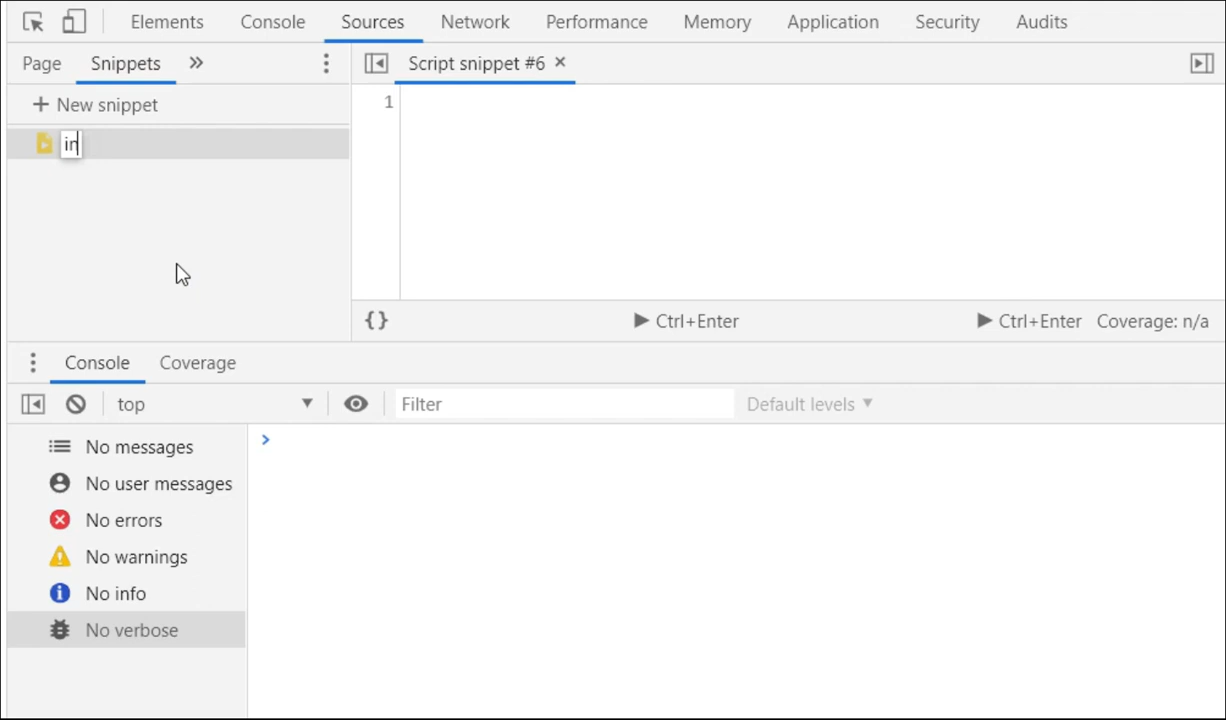 Elements Console Sources Network Performance Memory Application Security Audits
Page Snippets » Script snippet #6 ×
+ New snippet
1
in
{} ▶ Ctrl+Enter ▶ Ctrl+Enter Coverage: n/a
Console Coverage
top ▼ Filter Default levels ▼
No messages
>
No user messages
No errors
No warnings
No info
No verbose